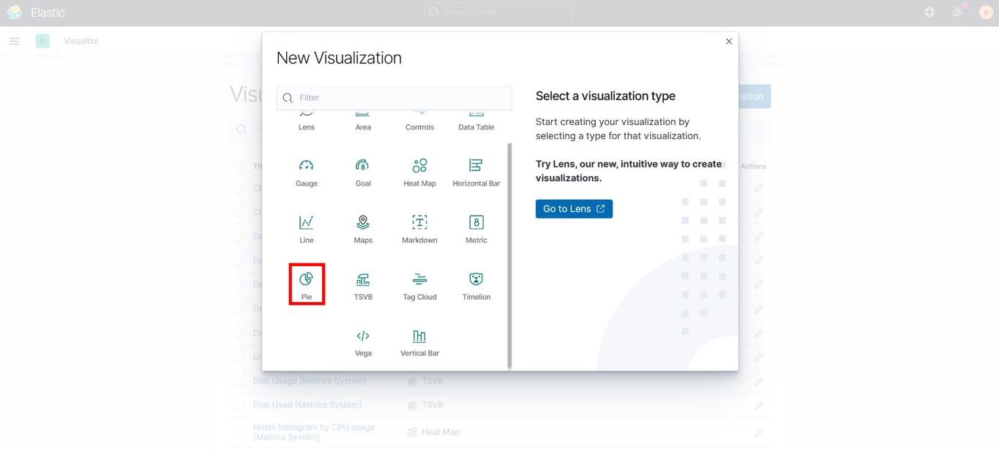 Elastic
Search Elastic
D
Visualize
New Visualization
Filter
Lens
Area
Controls
Data Table
Gauge
Goal
Heat Map
Horizontal Bar
Line
Maps
Markdown
Metric
Pie
TSVB
Tag Cloud
Timelion
Vega
Vertical Bar
Select a visualization type
Start creating your visualization by
selecting a type for that visualization.
Try Lens, our new, intuitive way to create
visualizations.
Go to Lens
Actions
Disk Usage [Metrics System]
TSVB
Disk Used [Metrics System]
TSVB
Hosts histogram by CPU usage
[Metrics System]
Heat Map